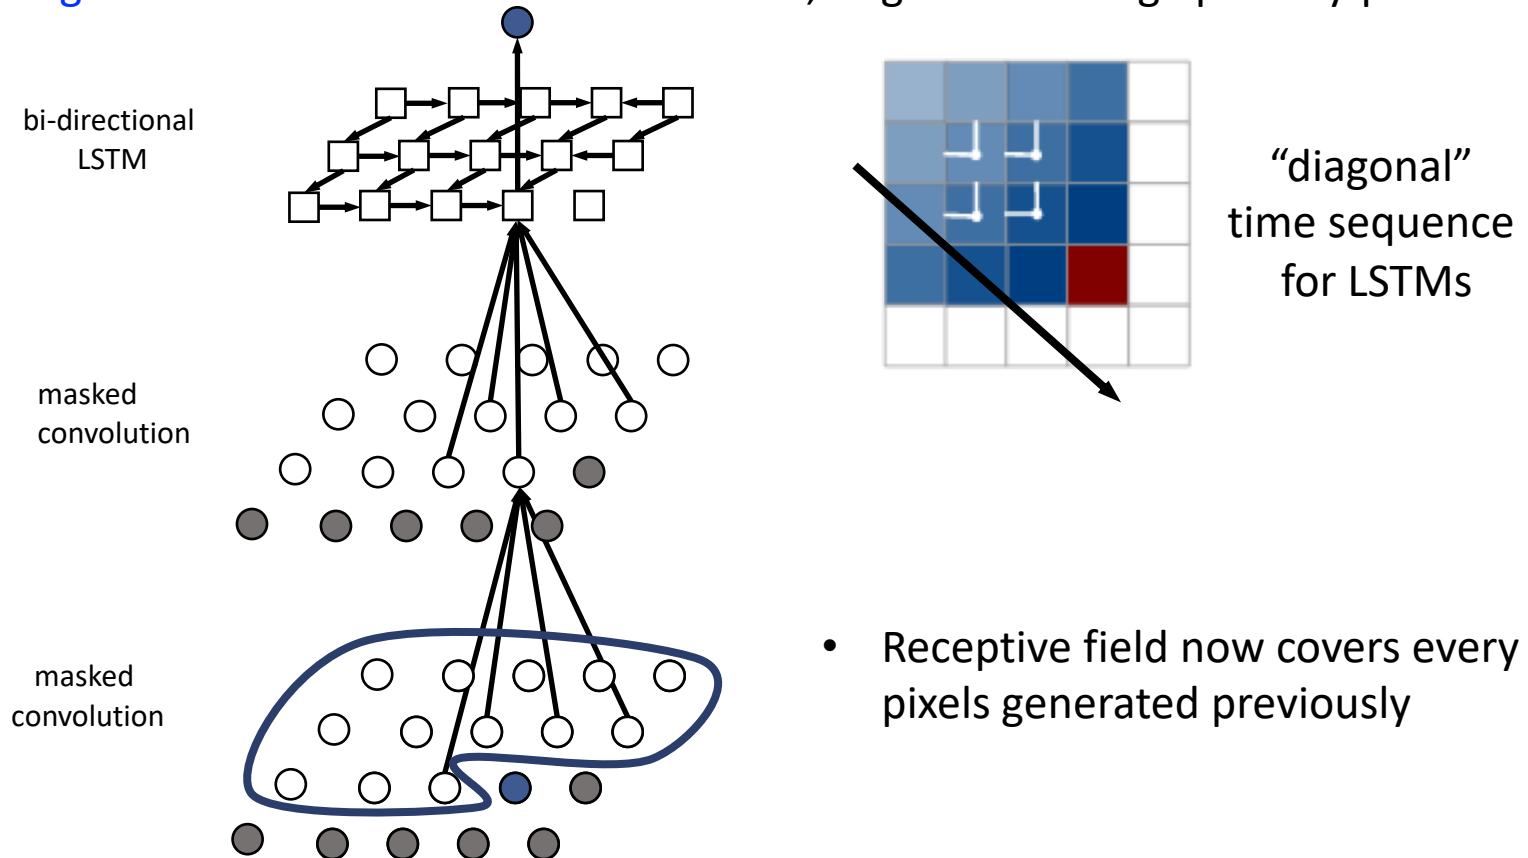 bi-directional
LSTM
“diagonal”
time sequence
for LSTMs
masked
convolution
masked
convolution
• Receptive field now covers every
pixels generated previously